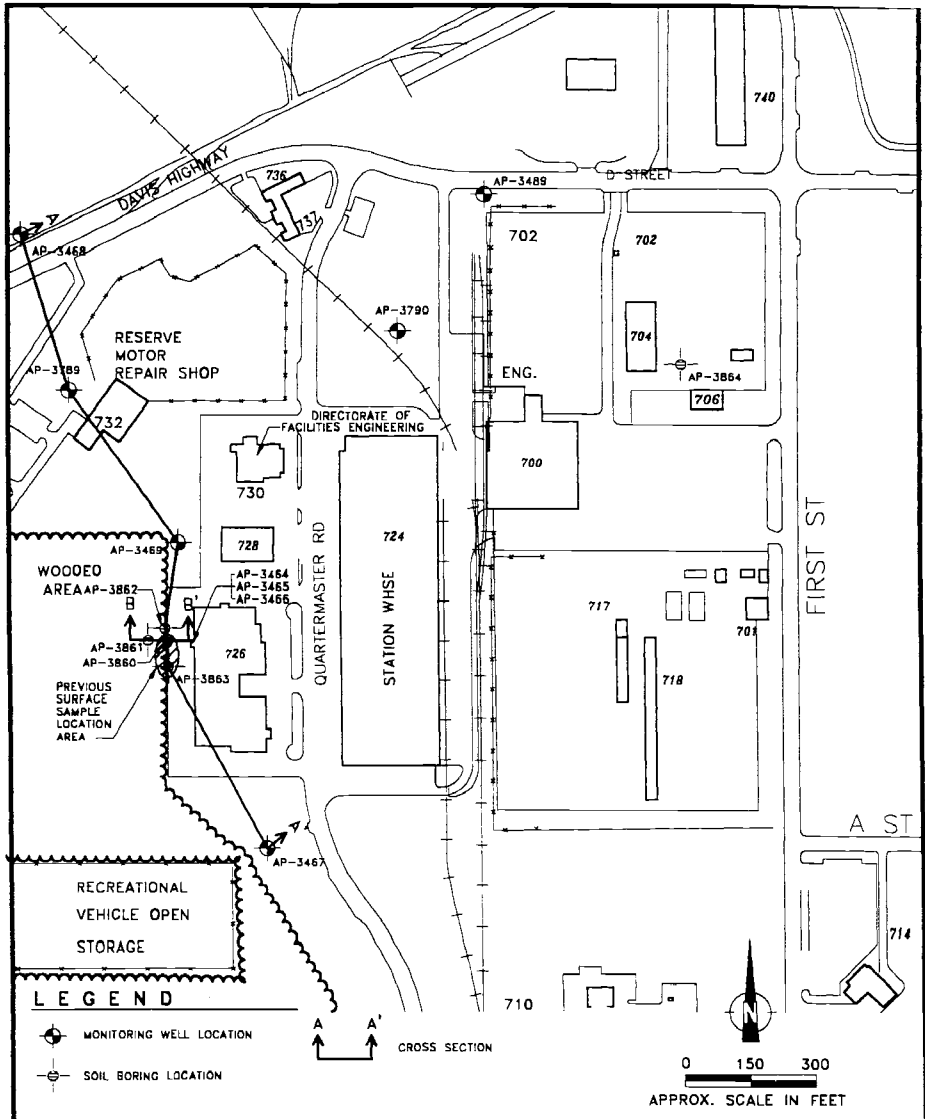 740
DAVIS HIGHWAY
736
737
D STREET
AP-3489
A
AP-3468
702
702
AP-3790
RESERVE
MOTOR
REPAIR SHOP
AP-3789
704
AP-3864
706
ENG.
732
DIRECTORATE OF
FACILITIES ENGINEERING
730
700
728
724
STATION WHSE
QUARTERMASTER RD
FIRST ST
AP-3469
WOODED
AREA
AP-3862
AP-3464
AP-3465
AP-3466
B
B'
AP-3861
AP-3860
726
AP-3863
PREVIOUS
SURFACE
SAMPLE
LOCATION
AREA
717
701
718
A'
AP-3467
A ST
RECREATIONAL
VEHICLE OPEN
STORAGE
714
710
LEGEND
MONITORING WELL LOCATION
SOIL BORING LOCATION
A
A'
CROSS SECTION
N
0 150 300
APPROX. SCALE IN FEET